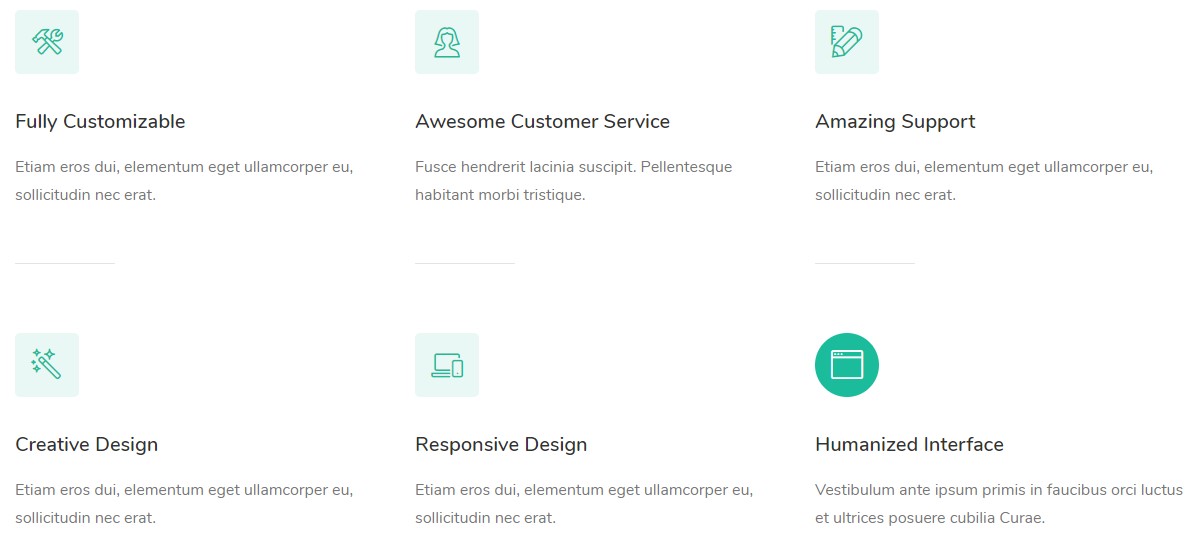 Fully Customizable
Etiam eros dui, elementum eget ullamcorper eu,
sollicitudin nec erat.
Awesome Customer Service
Fusce hendrerit lacinia suscipit. Pellentesque
habitant morbi tristique.
Amazing Support
Etiam eros dui, elementum eget ullamcorper eu,
sollicitudin nec erat.
Creative Design
Etiam eros dui, elementum eget ullamcorper eu,
sollicitudin nec erat.
Responsive Design
Etiam eros dui, elementum eget ullamcorper eu,
sollicitudin nec erat.
Humanized Interface
Vestibulum ante ipsum primis in faucibus orci luctus
et ultrices posuere cubilia Curae.